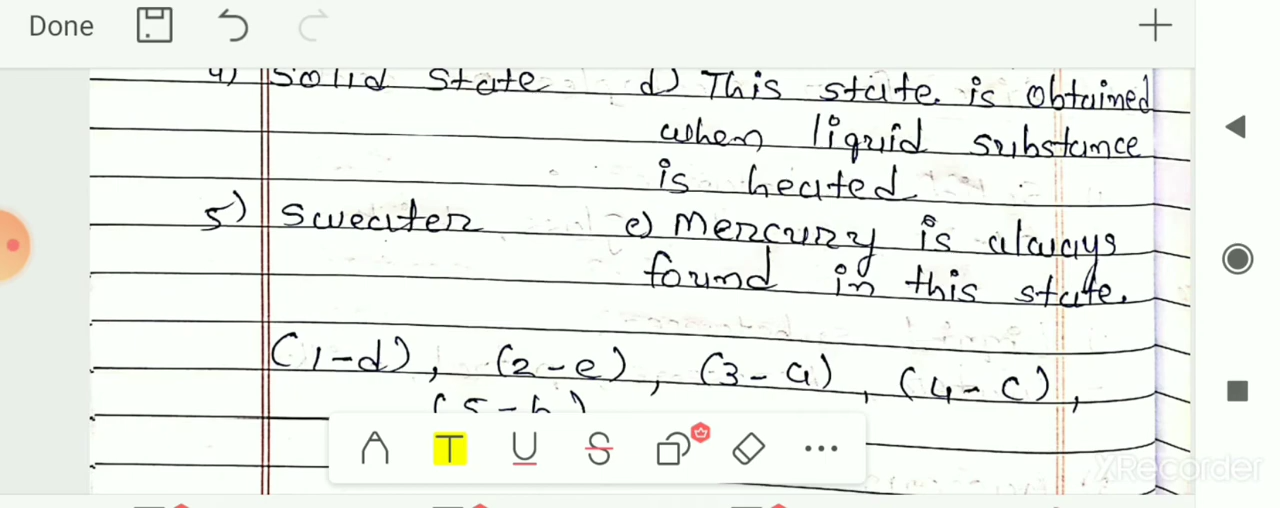 Done
4) Solid State d) This state is obtained
when liquid substance
is heated
5) Sweater e) Mercury is always
found in this state.
(1-d), (2-e), (3-a), (4-c),
(5-b)
T U S
XRecorder